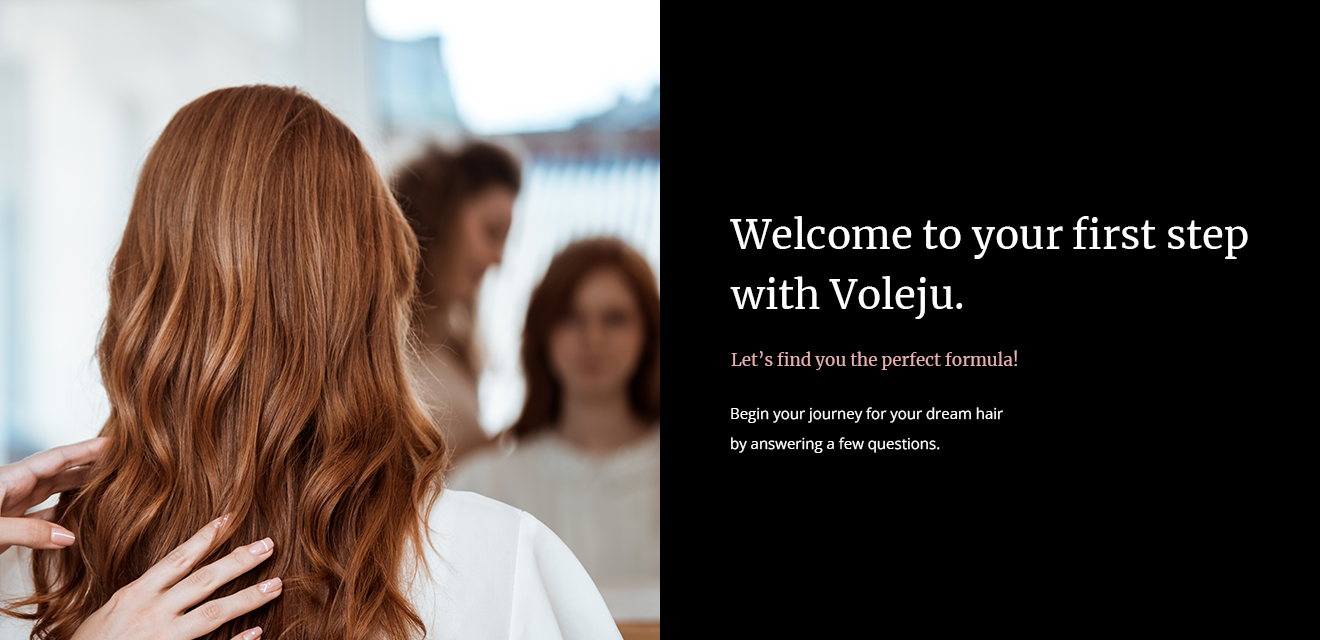 Welcome to your first step
with Voleju.
Let’s find you the perfect formula!
Begin your journey for your dream hair
by answering a few questions.